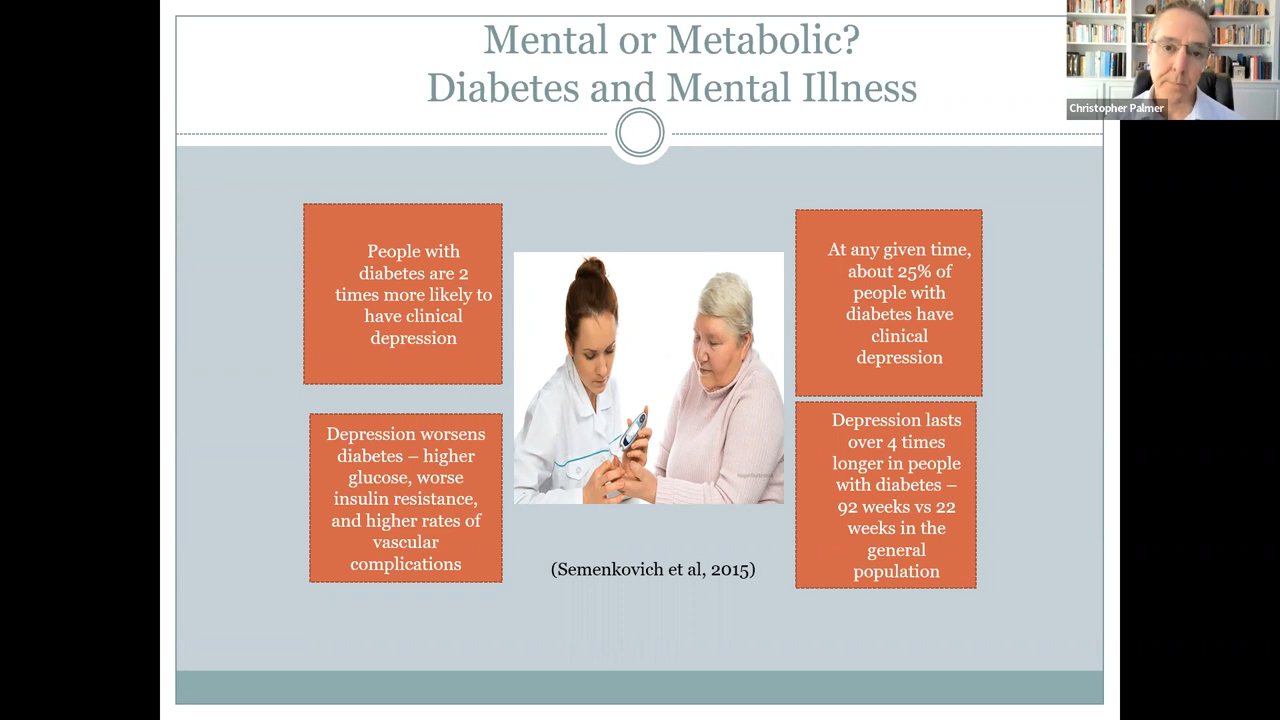 Mental or Metabolic?
Diabetes and Mental Illness
Christopher Palmer
People with
diabetes are 2
times more likely to
have clinical
depression
At any given time,
about 25% of
people with
diabetes have
clinical
depression
Depression worsens
diabetes – higher
glucose, worse
insulin resistance,
and higher rates of
vascular
complications
Depression lasts
over 4 times
longer in people
with diabetes –
92 weeks vs 22
weeks in the
general
population
(Semenkovich et al, 2015)